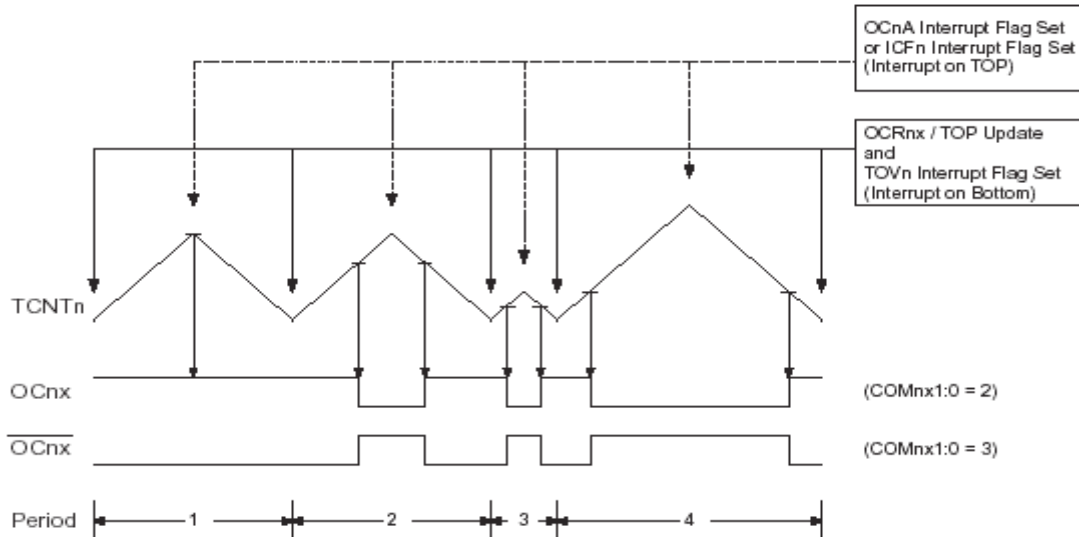 OCnA Interrupt Flag Set
or ICFn Interrupt Flag Set
(Interrupt on TOP)
OCRnx / TOP Update
and
TOVn Interrupt Flag Set
(Interrupt on Bottom)
TCNTn
OCnx
(COMnx1:0 = 2)
OCnx
(COMnx1:0 = 3)
Period
1
2
3
4